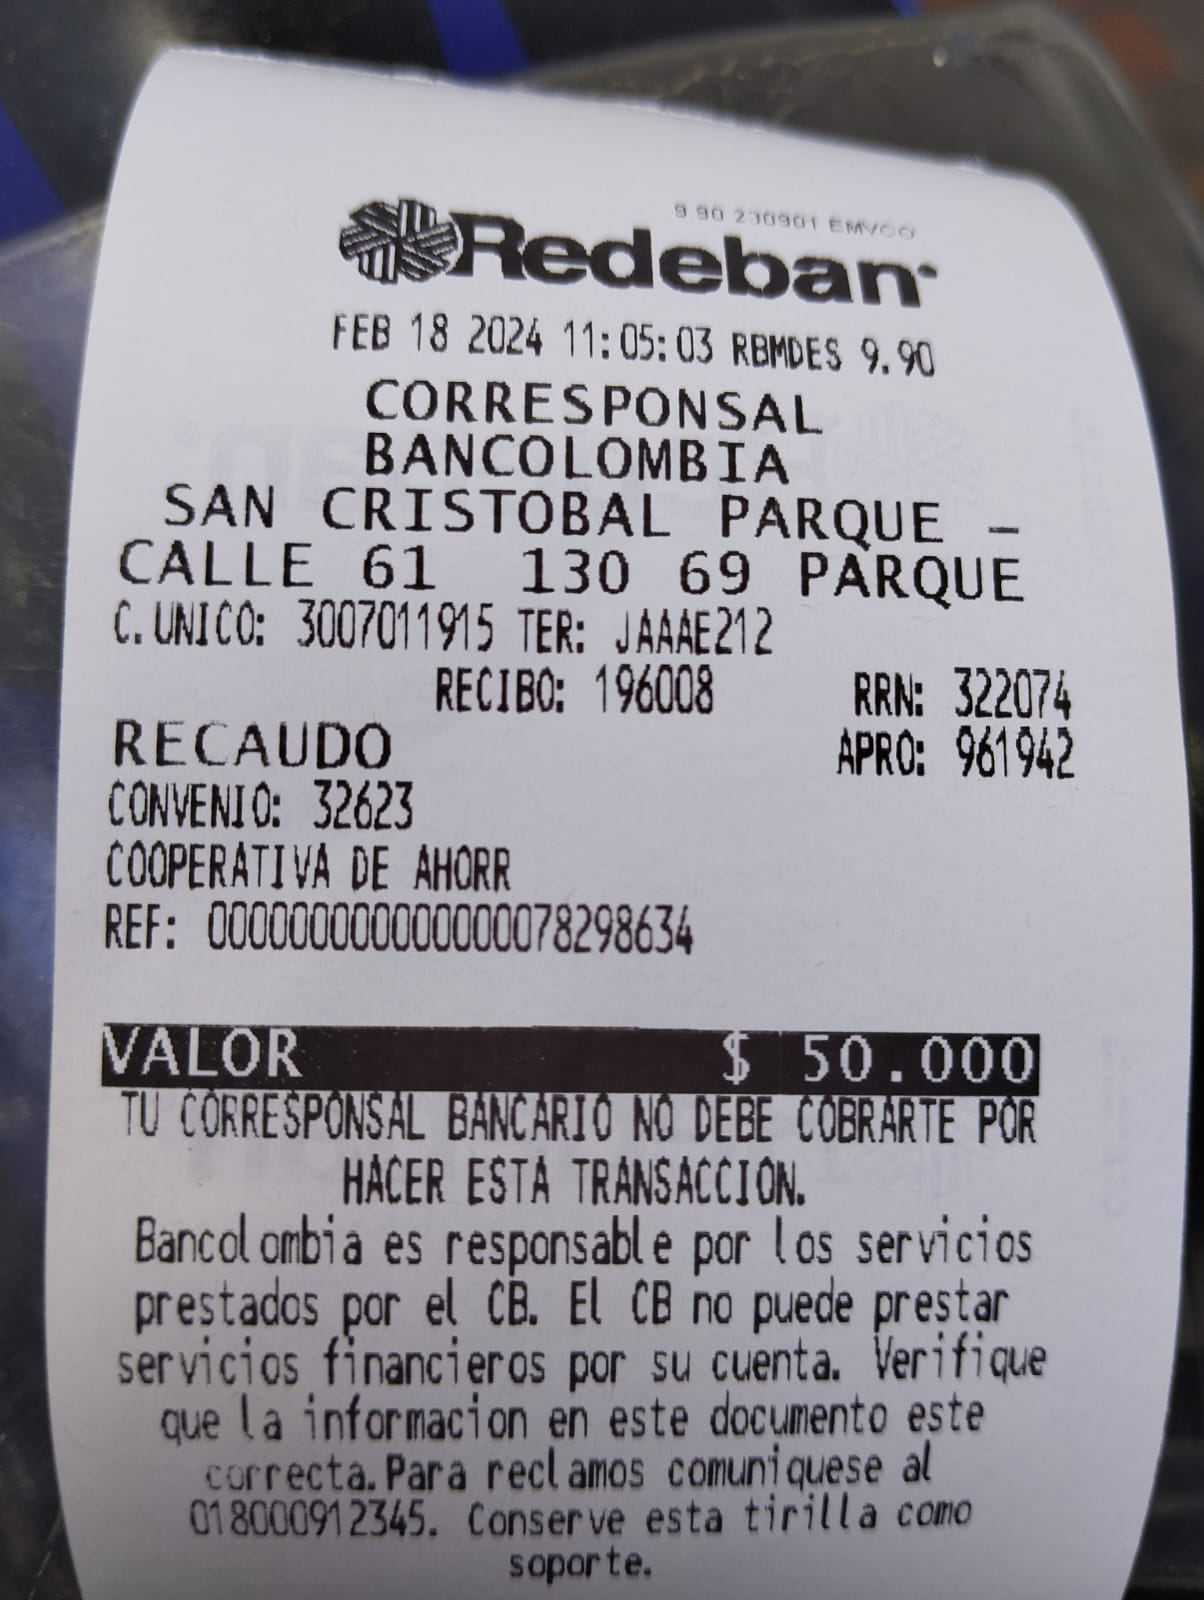 9.90 230901 EMVCO
Redeban
FEB 18 2024 11:05:03 RBMDES 9.90
CORRESPONSAL
BANCOLOMBIA
SAN CRISTOBAL PARQUE -
CALLE 61 130 69 PARQUE
C. UNICO: 3007011915 TER: JAAAE212
RECIBO: 196008 RRN: 322074
RECAUDO APRO: 961942
CONVENIO: 32623
COOPERATIVA DE AHORR
REF: 000000000000000078298634
VALOR $ 50.000
TU CORRESPONSAL BANCARIO NO DEBE COBRARTE POR
HACER ESTA TRANSACCION.
Bancolombia es responsable por los servicios
prestados por el CB. El CB no puede prestar
servicios financieros por su cuenta. Verifique
que la informacion en este documento este
correcta. Para reclamos comuniquese al
018000912345. Conserve esta tirilla como
soporte.